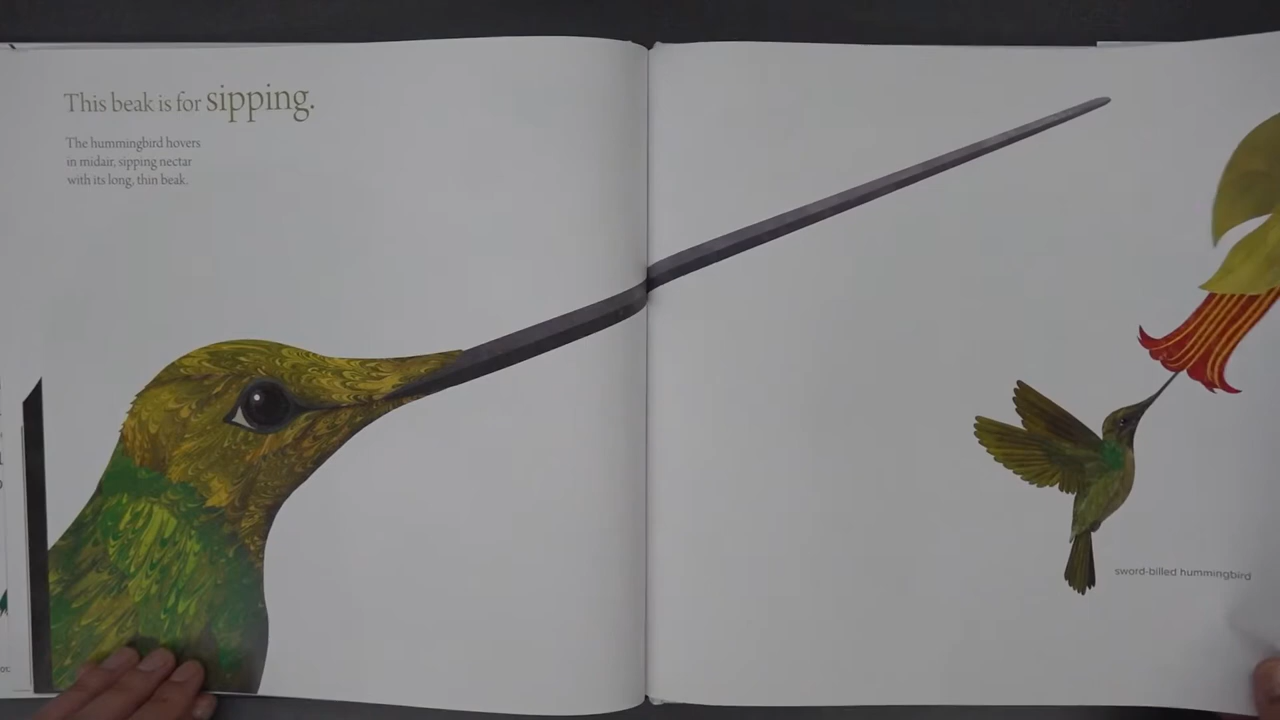 This beak is for sipping.
The hummingbird hovers
in midair, sipping nectar
with its long, thin beak.
sword-billed hummingbird